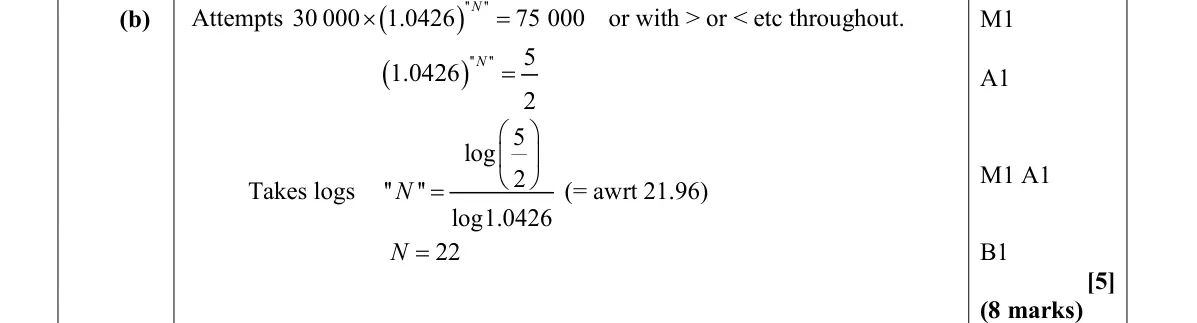 (b) Attempts 30 000×(1.0426)^"N" = 75 000 or with > or < etc throughout. M1
(1.0426)^"N" = 5/2 A1
Takes logs "N" = log(5/2)/log1.0426 (= awrt 21.96) M1 A1
N = 22 B1
[5]
(8 marks)